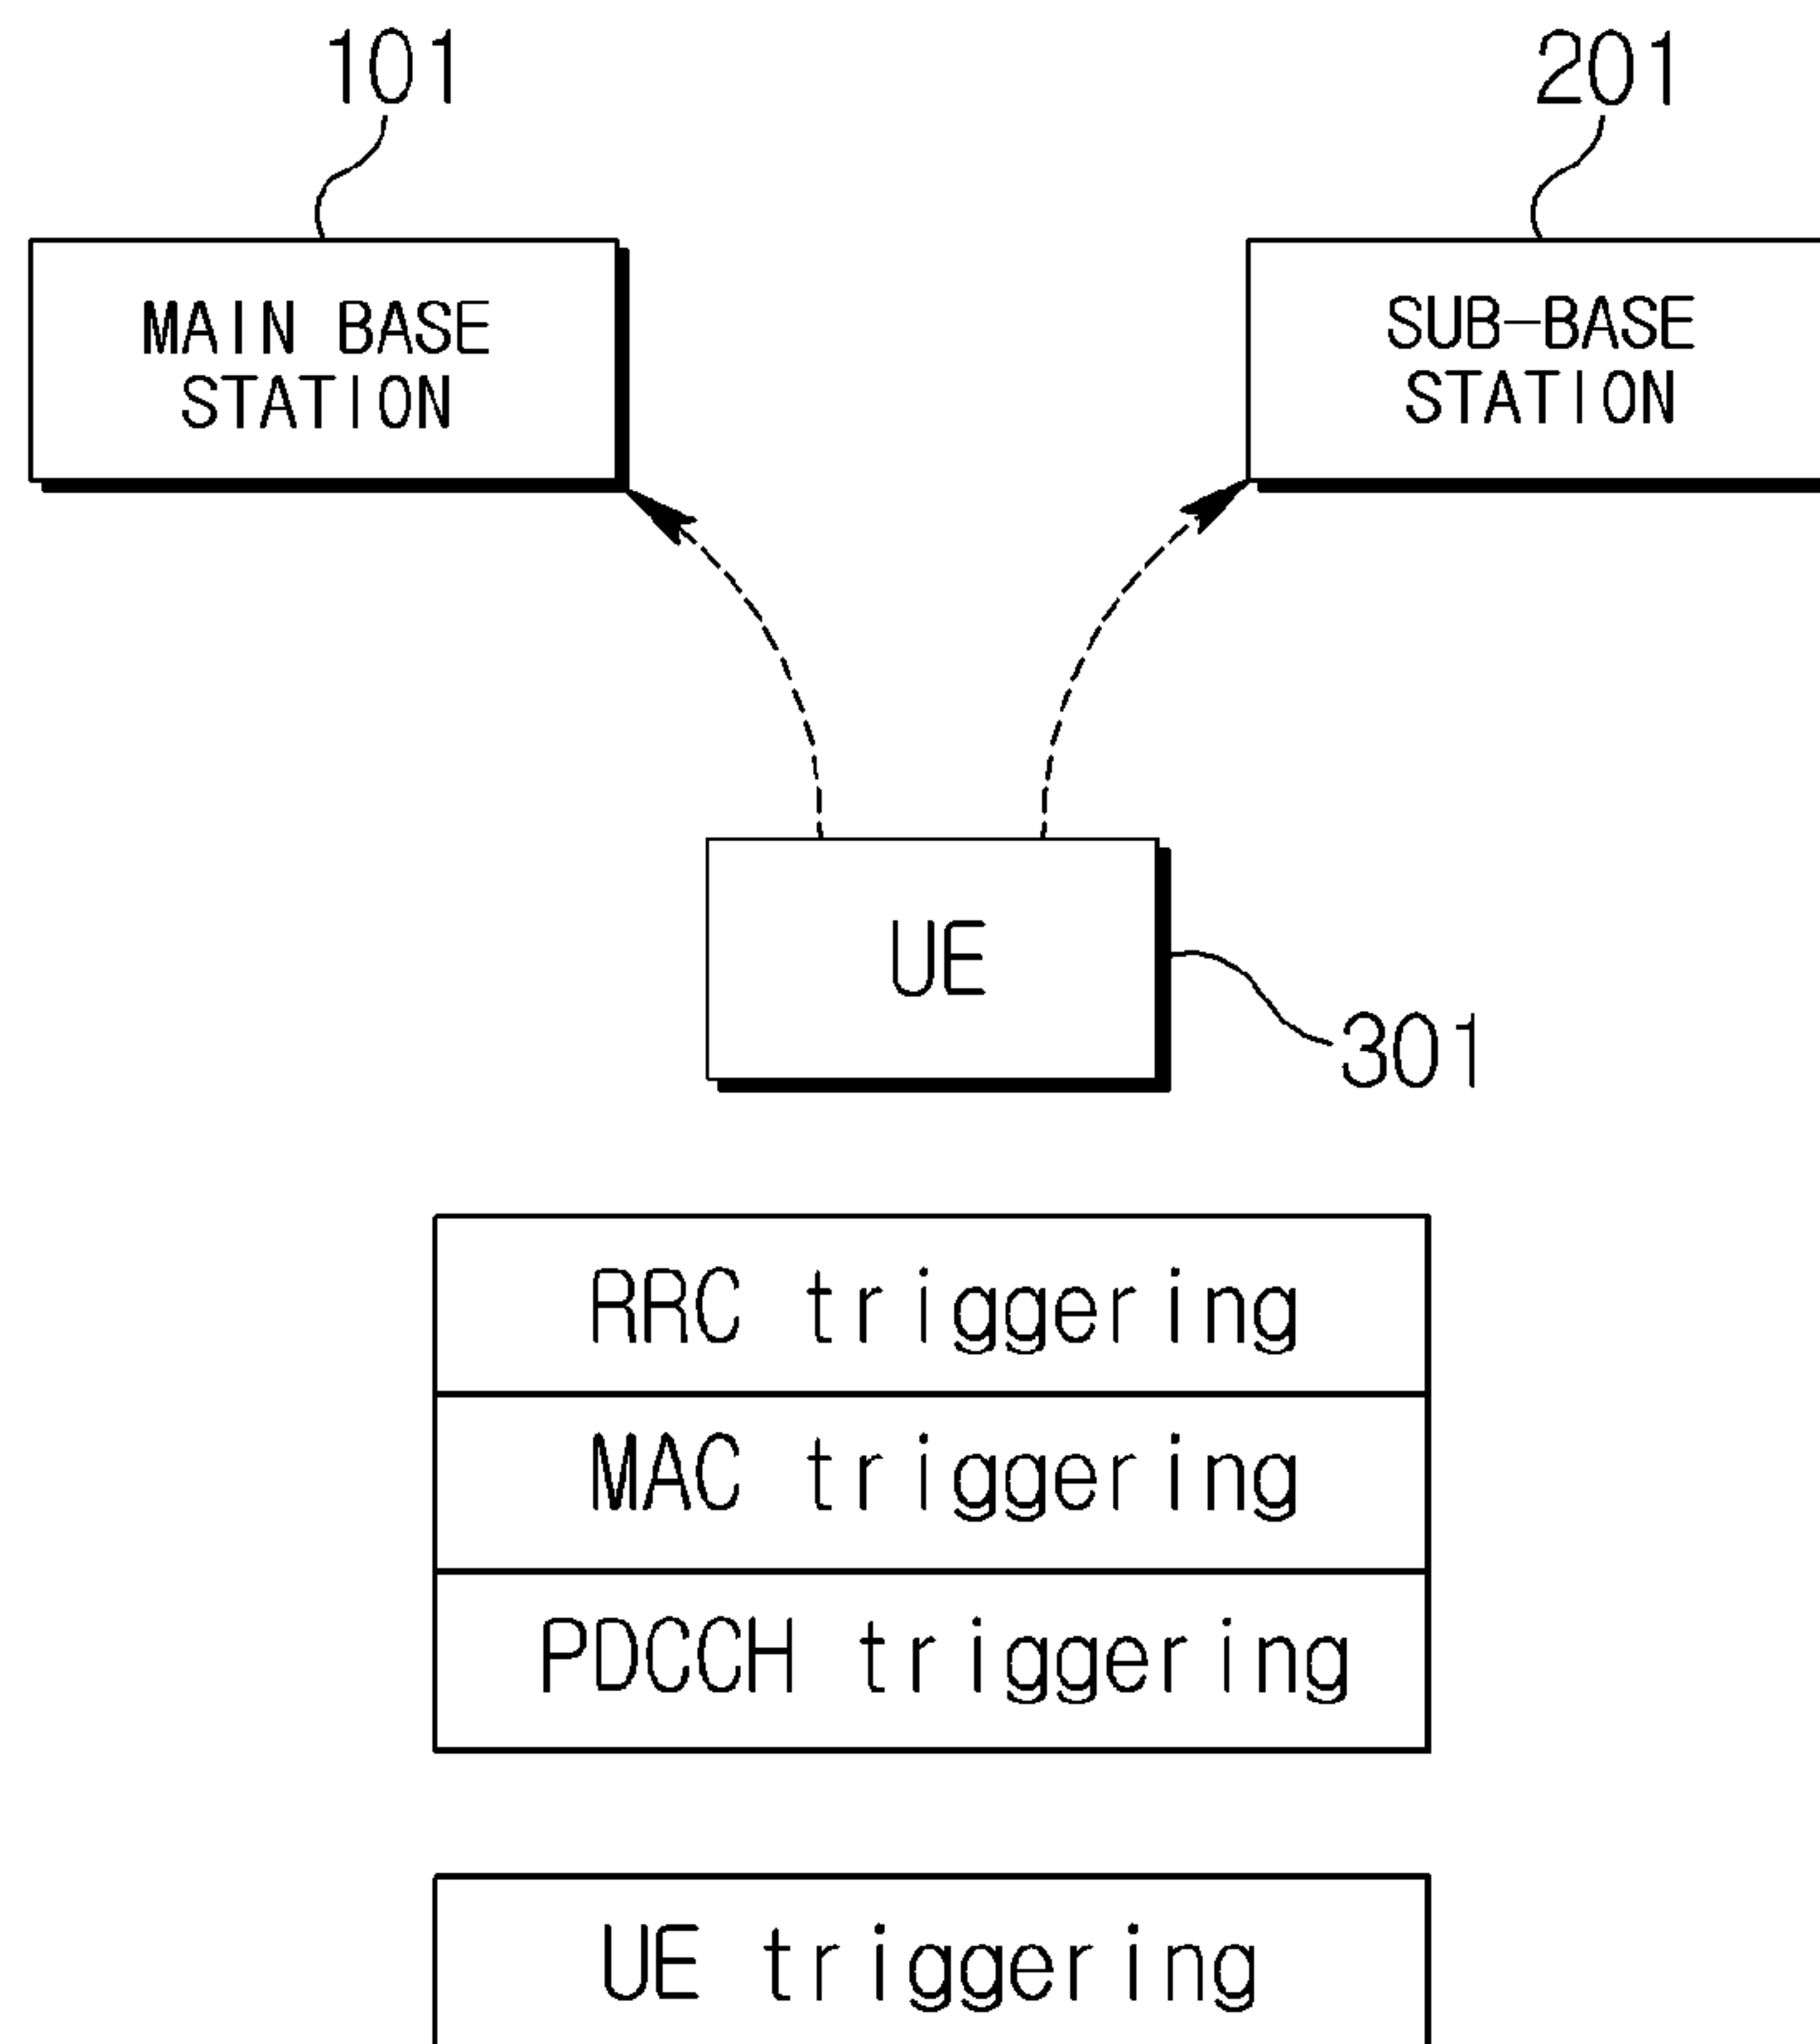 101
201
MAIN BASE
STATION
SUB-BASE
STATION
UE
301
RRC triggering
MAC triggering
PDCCH triggering
UE triggering